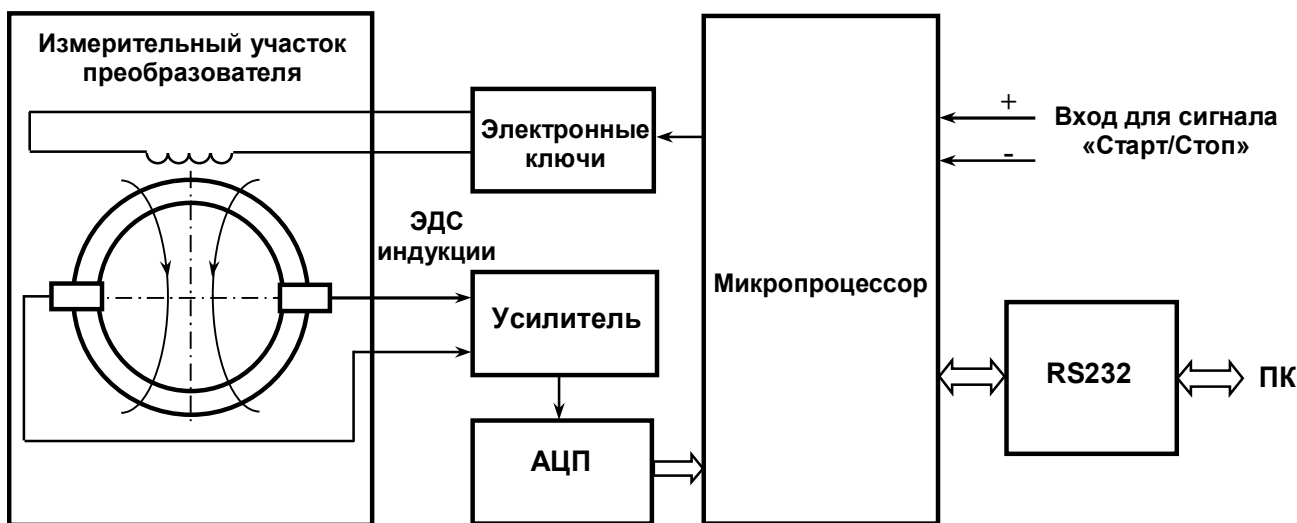 Измерительный участок
преобразователя
Электронные
ключи
+
-
Вход для сигнала
«Старт/Стоп»
ЭДС
индукции
Микропроцессор
Усилитель
RS232
ПК
АЦП